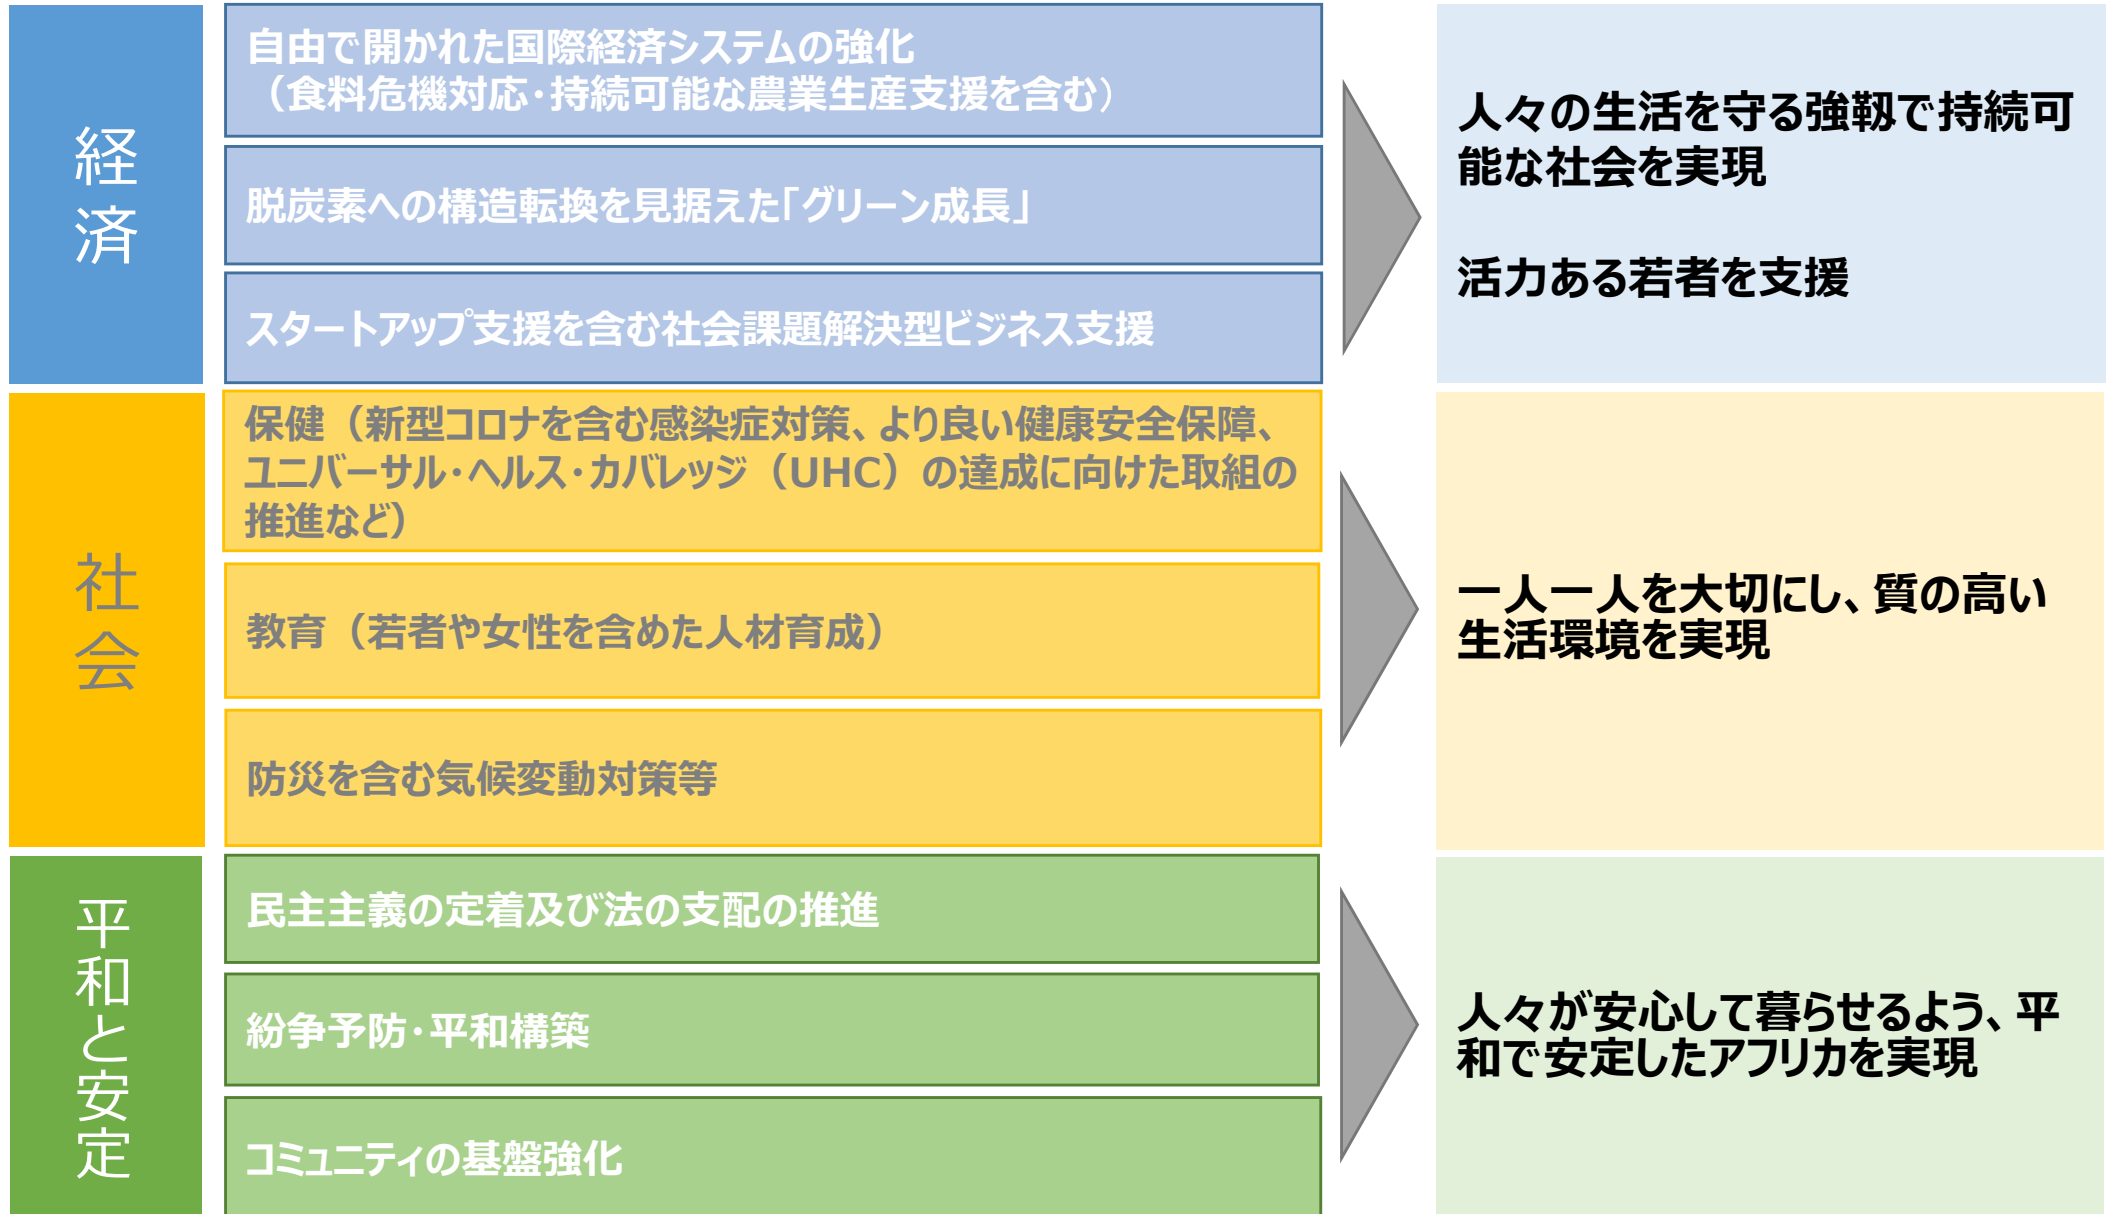 経済
自由で開かれた国際経済システムの強化
（食料危機対応・持続可能な農業生産支援を含む）
脱炭素への構造転換を見据えた「グリーン成長」
スタートアップ支援を含む社会課題解決型ビジネス支援
人々の生活を守る強靱で持続可
能な社会を実現
活力ある若者を支援
社会
保健（新型コロナを含む感染症対策、より良い健康安全保障、
ユニバーサル・ヘルス・カバレッジ（UHC）の達成に向けた取組の
推進など）
教育（若者や女性を含めた人材育成）
防災を含む気候変動対策等
一人一人を大切にし、質の高い
生活環境を実現
平和と安定
民主主義の定着及び法の支配の推進
紛争予防・平和構築
コミュニティの基盤強化
人々が安心して暮らせるよう、平
和で安定したアフリカを実現